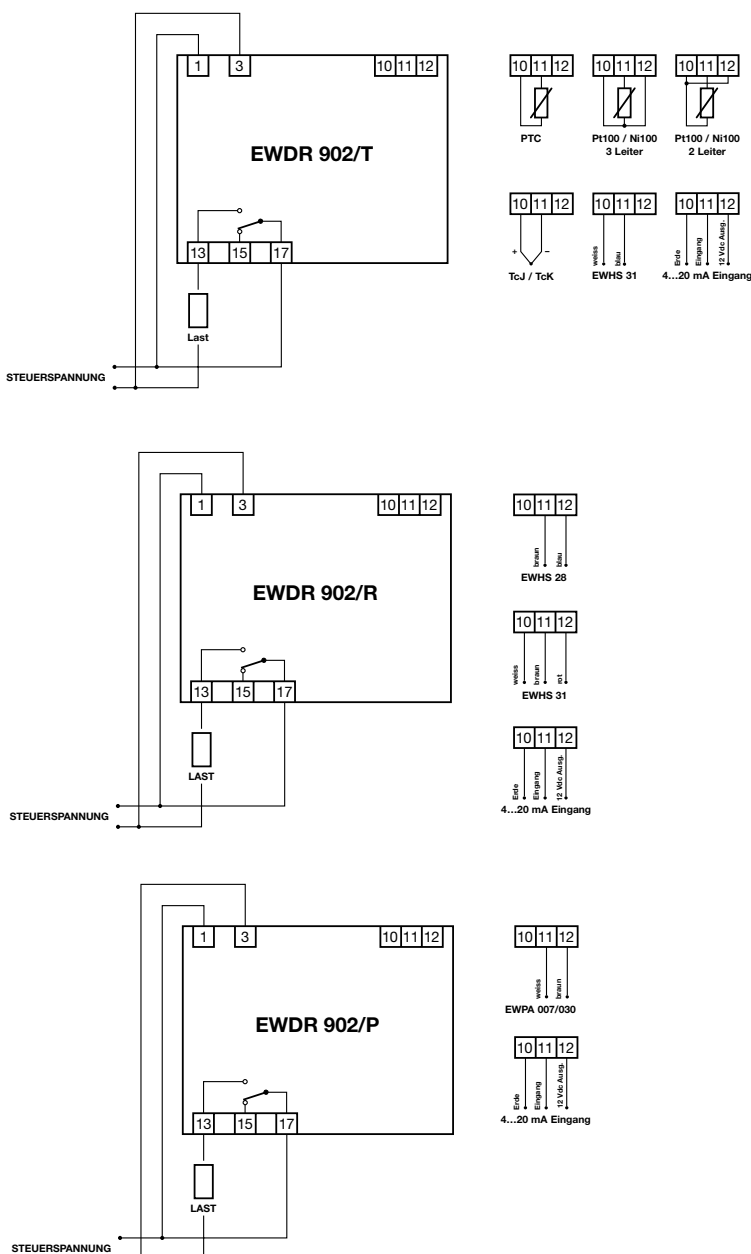 1 3 10 11 12
EWDR 902/T
13 15 17
Last
STEUERSPANNUNG
10 11 12
PTC
10 11 12
Pt100 / Ni100
3 Leiter
10 11 12
Pt100 / Ni100
2 Leiter
10 11 12
+ −
TcJ / TcK
10 11 12
weiss
blau
EWHS 31
10 11 12
Erde
Eingang
12 Vdc Ausg.
4...20 mA Eingang
1 3 10 11 12
EWDR 902/R
13 15 17
LAST
STEUERSPANNUNG
10 11 12
braun
blau
EWHS 28
10 11 12
weiss
braun
rot
EWHS 31
10 11 12
Erde
Eingang
12 Vdc Ausg.
4...20 mA Eingang
1 3 10 11 12
EWDR 902/P
13 15 17
LAST
STEUERSPANNUNG
10 11 12
weiss
braun
EWPA 007/030
10 11 12
Erde
Eingang
12 Vdc Ausg.
4...20 mA Eingang